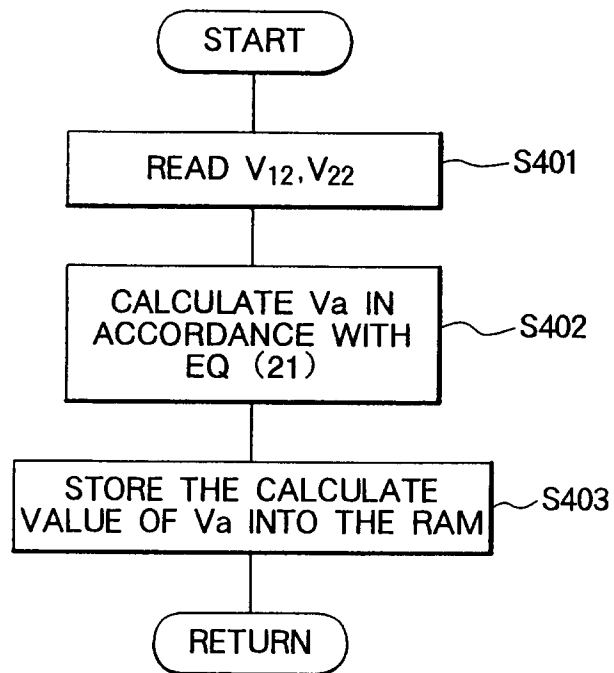 START
READ V₁₂,V₂₂
S401
CALCULATE Va IN
ACCORDANCE WITH
EQ (21)
S402
STORE THE CALCULATE
VALUE OF Va INTO THE RAM
S403
RETURN